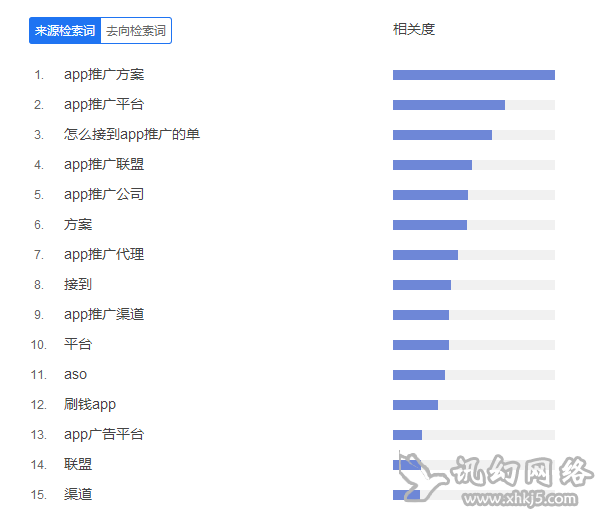 来源检索词 去向检索词 相关度
1. app推广方案
2. app推广平台
3. 怎么接到app推广的单
4. app推广联盟
5. app推广公司
6. 方案
7. app推广代理
8. 接到
9. app推广渠道
10. 平台
11. aso
12. 刷钱app
13. app广告平台
14. 联盟
15. 渠道
讯幻网络
www.xhkj5.com